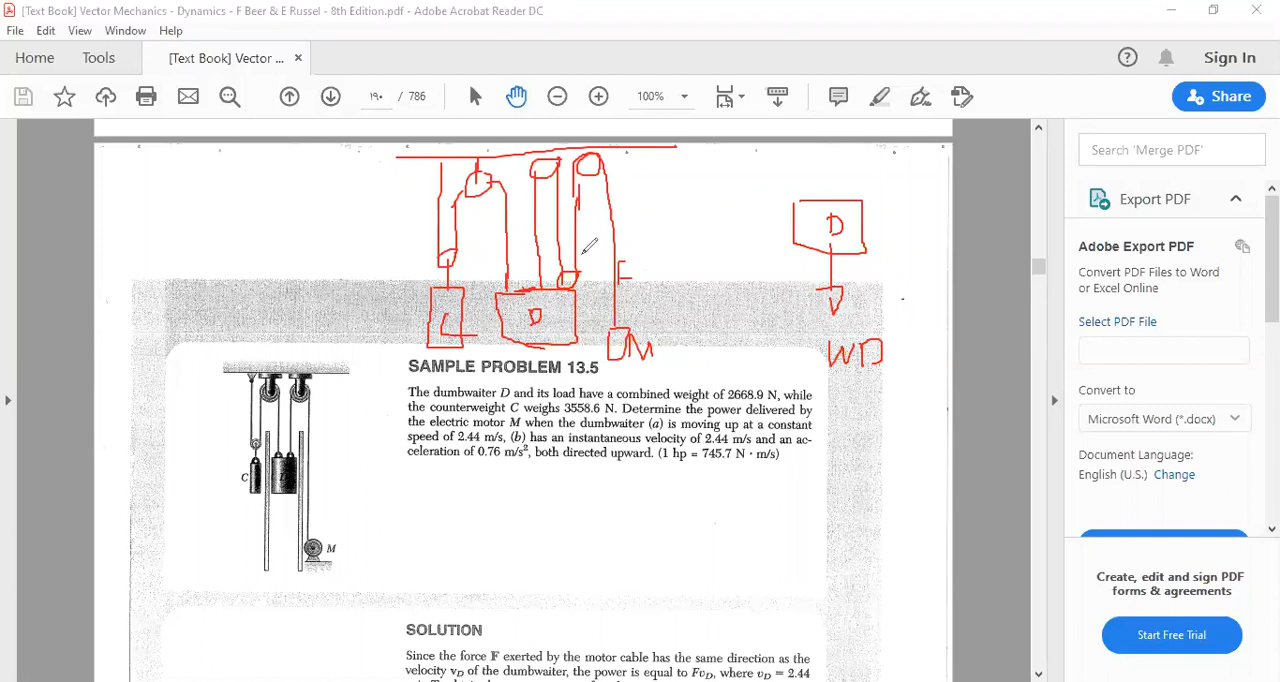 [Text Book] Vector Mechanics - Dynamics - F Beer & E Russel - 8th Edition.pdf - Adobe Acrobat Reader DC
File Edit View Window Help
Home Tools [Text Book] Vector ... × Sign In
١٩٠ / 786 100% Share
Search 'Merge PDF'
Export PDF
Adobe Export PDF
Convert PDF Files to Word
or Excel Online
Select PDF File
Convert to
Microsoft Word (*.docx)
Document Language:
English (U.S.) Change
Create, edit and sign PDF
forms & agreements
Start Free Trial
D
F
C D
M
WD
SAMPLE PROBLEM 13.5
The dumbwaiter D and its load have a combined weight of 2668.9 N, while
the counterweight C weighs 3558.6 N. Determine the power delivered by
the electric motor M when the dumbwaiter (a) is moving up at a constant
speed of 2.44 m/s, (b) has an instantaneous velocity of 2.44 m/s and an ac-
celeration of 0.76 m/s², both directed upward. (1 hp = 745.7 N · m/s)
C D
M
SOLUTION
Since the force F exerted by the motor cable has the same direction as the
velocity vD of the dumbwaiter, the power is equal to FvD, where vD = 2.44